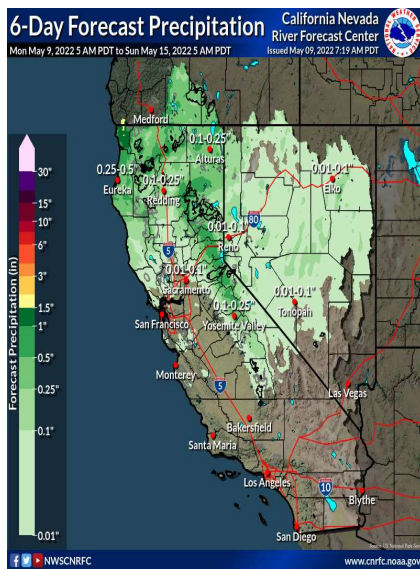 6-Day Forecast Precipitation
Mon May 9, 2022 5 AM PDT to Sun May 15, 2022 5 AM PDT
California Nevada
River Forecast Center
Issued May 09, 2022 7:19 AM PDT
Medford
0.1-0.25"
Alturas
0.25-0.5"
Eureka
0.1-0.25"
Redding
0.01-0.1"
Elko
80
0.01-0.1"
Reno
5
0.01-0.1"
Sacramento
0.01-0.1"
Tonopah
San Francisco
0.1-0.25"
Yosemite Valley
Monterey
5
Las Vegas
Bakersfield
Santa Maria
Los Angeles
10
Blythe
San Diego
Forecast Precipitation (in)
30"
15"
10"
6"
3"
1.5"
1"
0.5"
0.25"
0.1"
0.01"
NWSCNRFC
www.cnrfc.noaa.gov